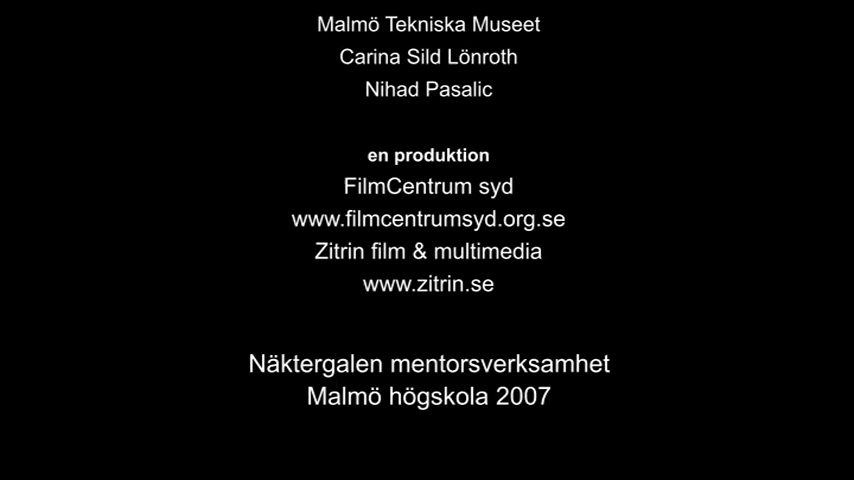 Malmö Tekniska Museet
Carina Sild Lönroth
Nihad Pasalic
en produktion
FilmCentrum syd
www.filmcentrumsyd.org.se
Zitrin film & multimedia
www.zitrin.se
Näktergalen mentorsverksamhet
Malmö högskola 2007